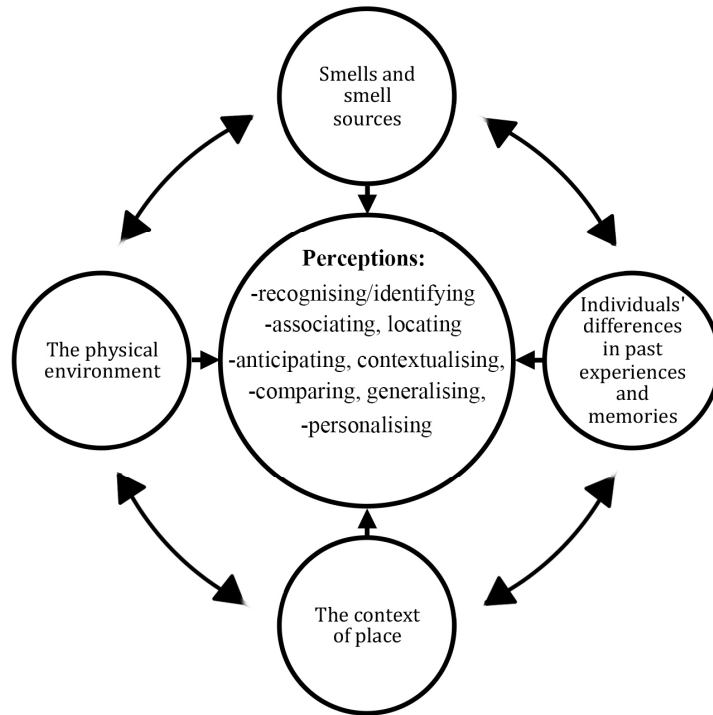 Smells and
smell
sources
Perceptions:
-recognising/identifying
-associating, locating
-anticipating, contextualising,
-comparing, generalising,
-personalising
The physical
environment
Individuals'
differences
in past
experiences
and
memories
The context
of place